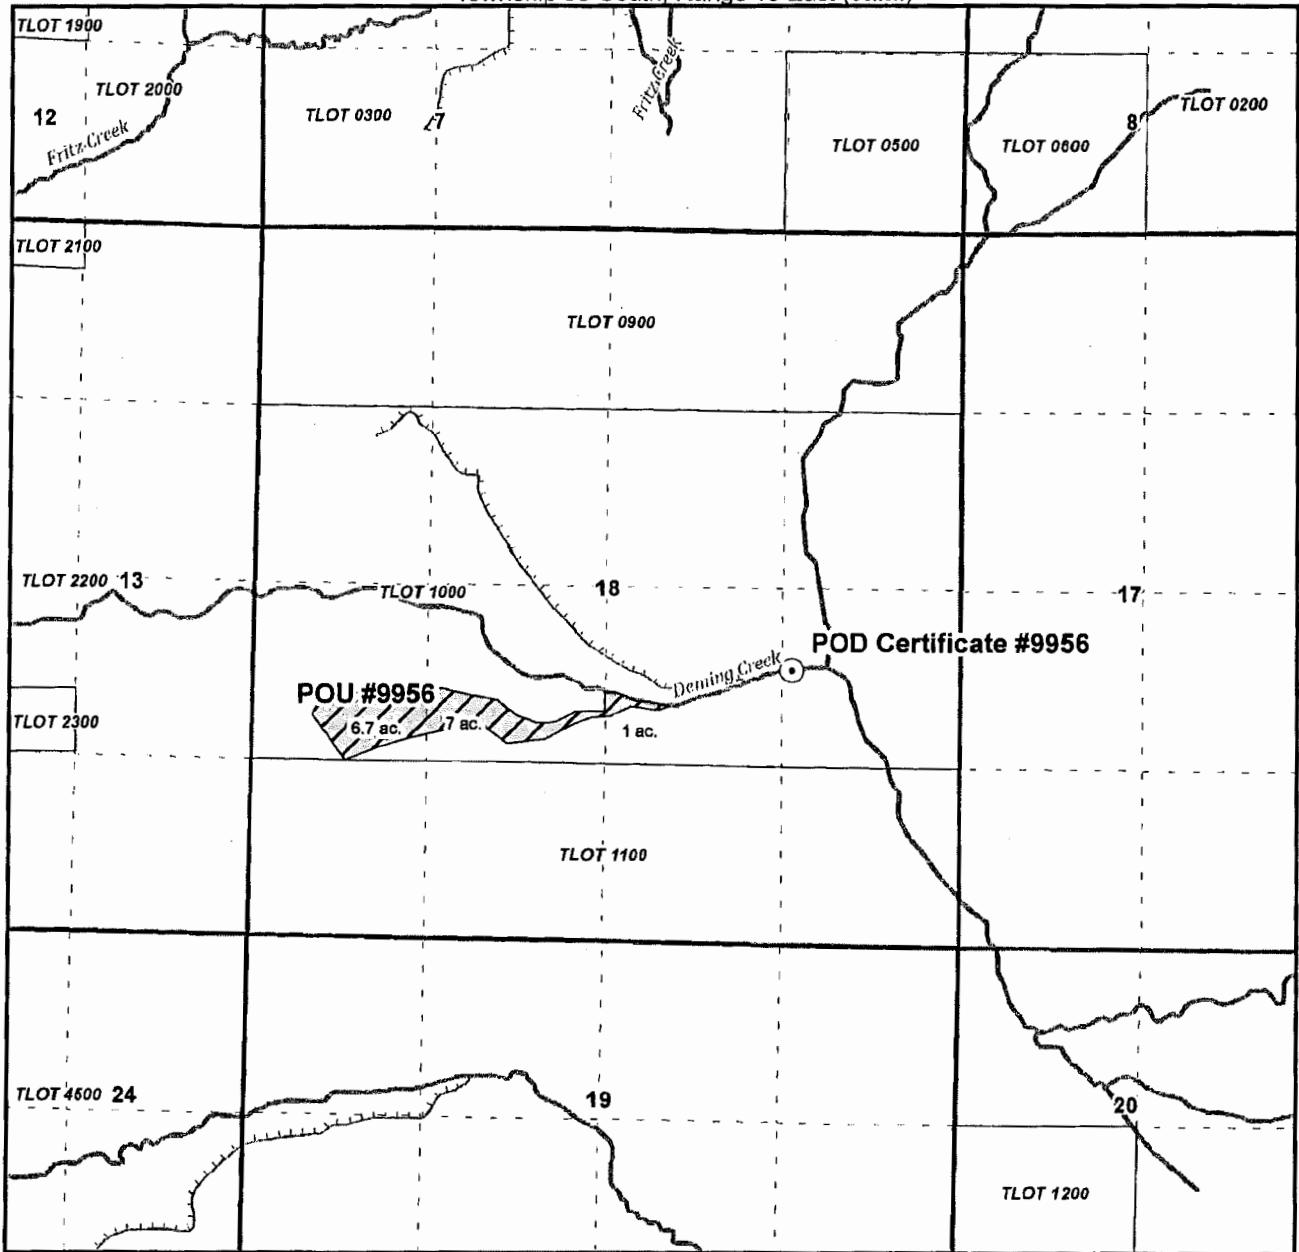 TLOT 1900
TLOT 2000
12
Fritz Creek
TLOT 0300
7
Fritz Creek
TLOT 0500
TLOT 0600
8
TLOT 0200
TLOT 2100
TLOT 0900
TLOT 2200 13
TLOT 1000
18
17
POD Certificate #9956
Deming Creek
POU #9956
6.7 ac.
7 ac.
1 ac.
TLOT 2300
TLOT 1100
TLOT 4500 24
19
20
TLOT 1200